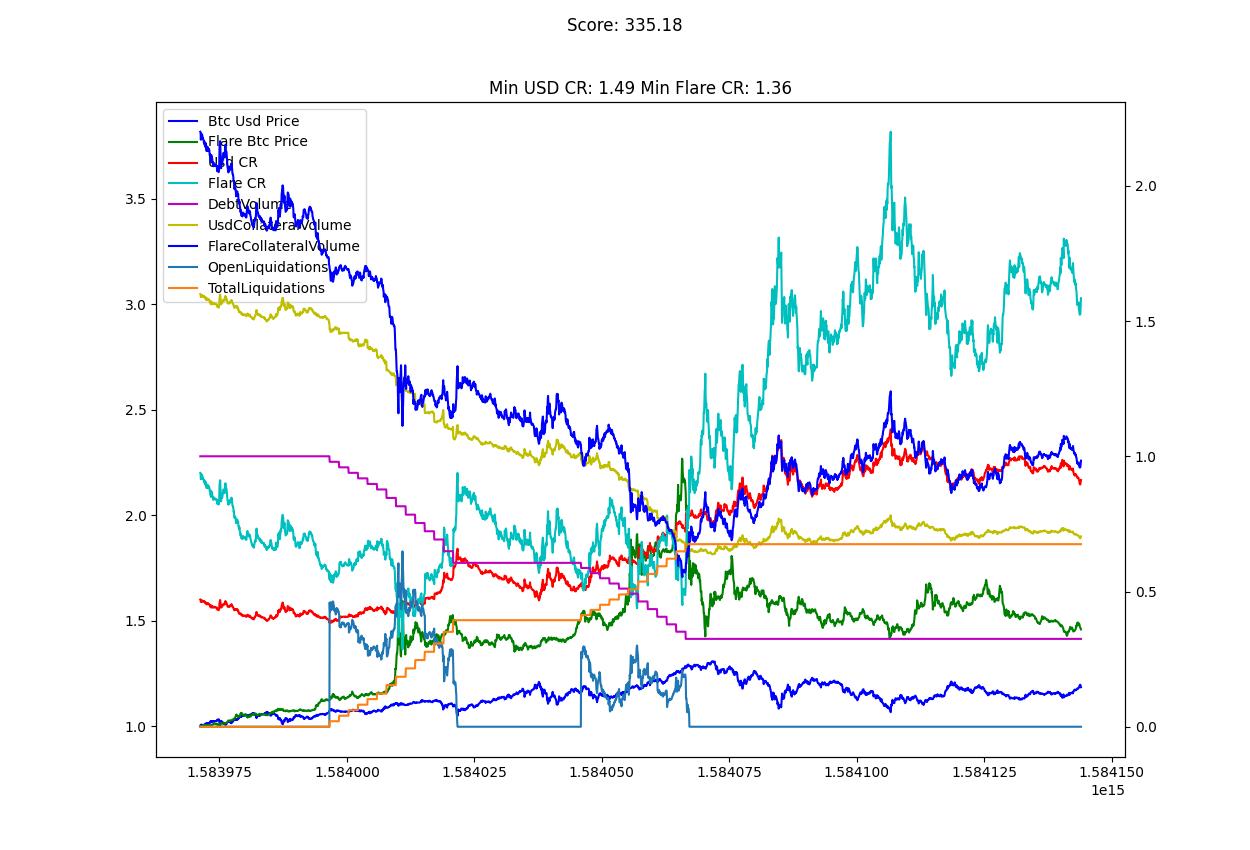 Score: 335.18
Min USD CR: 1.49 Min Flare CR: 1.36
Btc Usd Price
Flare Btc Price
Usd CR
Flare CR
DebtVolume
UsdCollateralVolume
FlareCollateralVolume
OpenLiquidations
TotalLiquidations
3.5
3.0
2.5
2.0
1.5
1.0
2.0
1.5
1.0
0.5
0.0
1.583975 1.584000 1.584025 1.584050 1.584075 1.584100 1.584125 1.584150
1e15